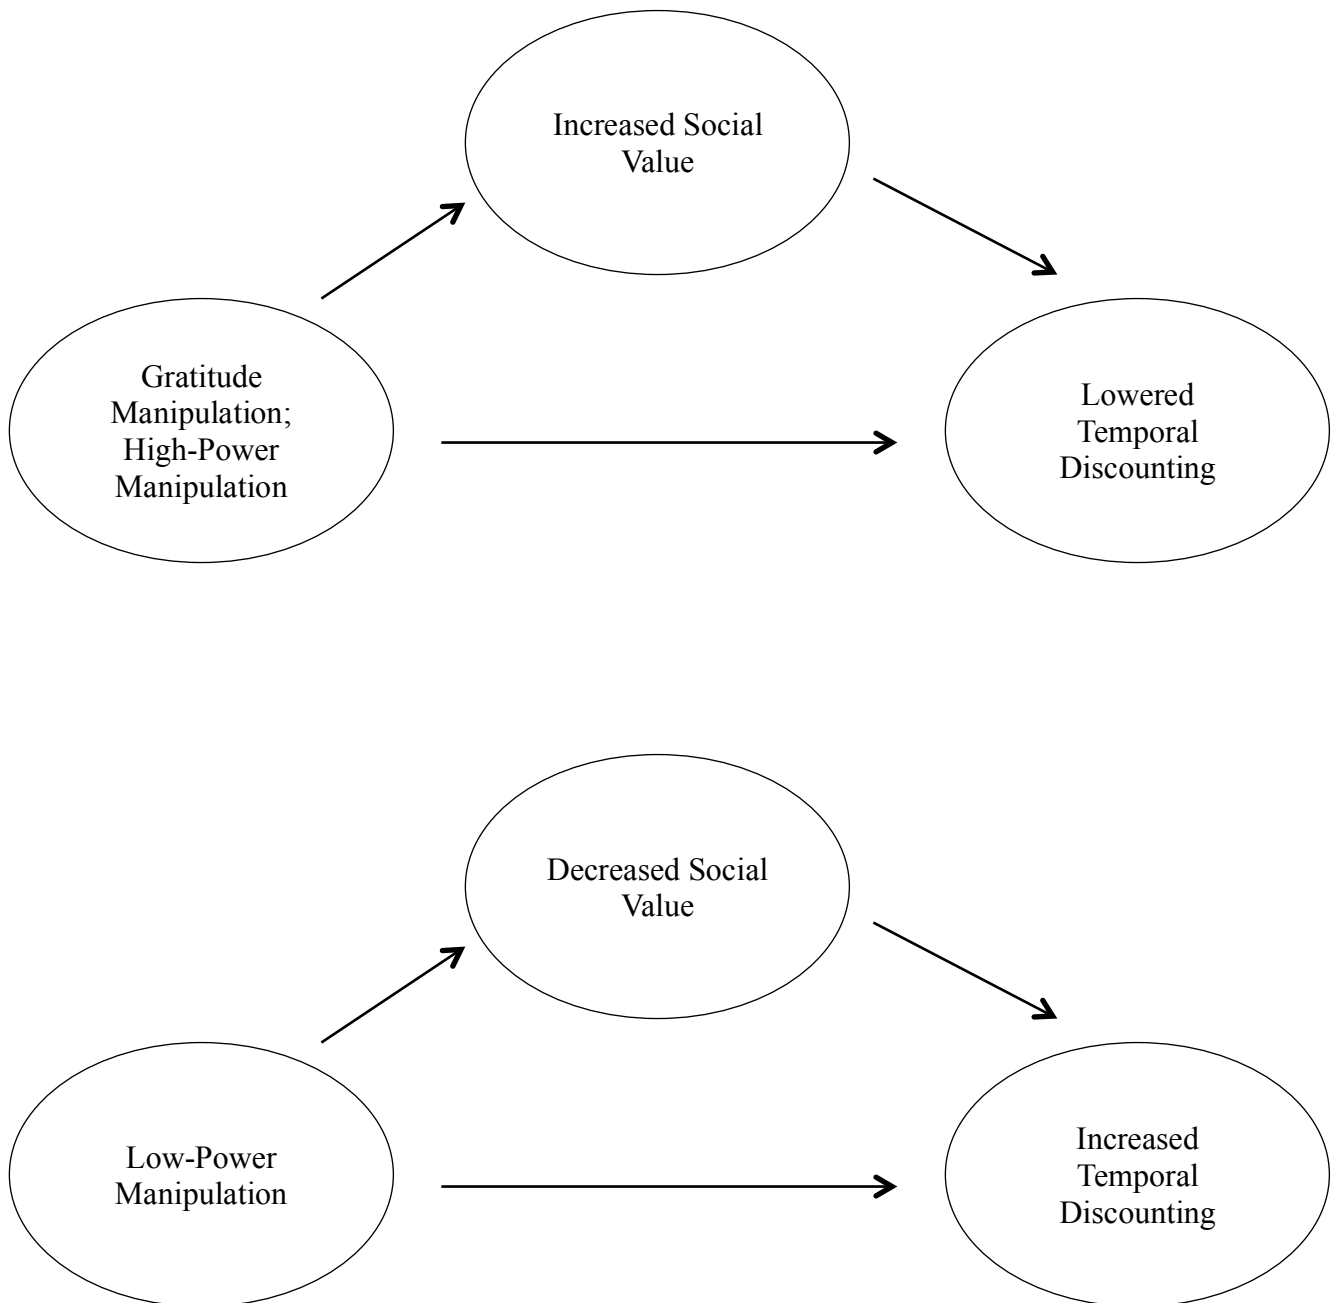 Increased Social
Value
Gratitude
Manipulation;
High-Power
Manipulation
Lowered
Temporal
Discounting
Decreased Social
Value
Low-Power
Manipulation
Increased
Temporal
Discounting